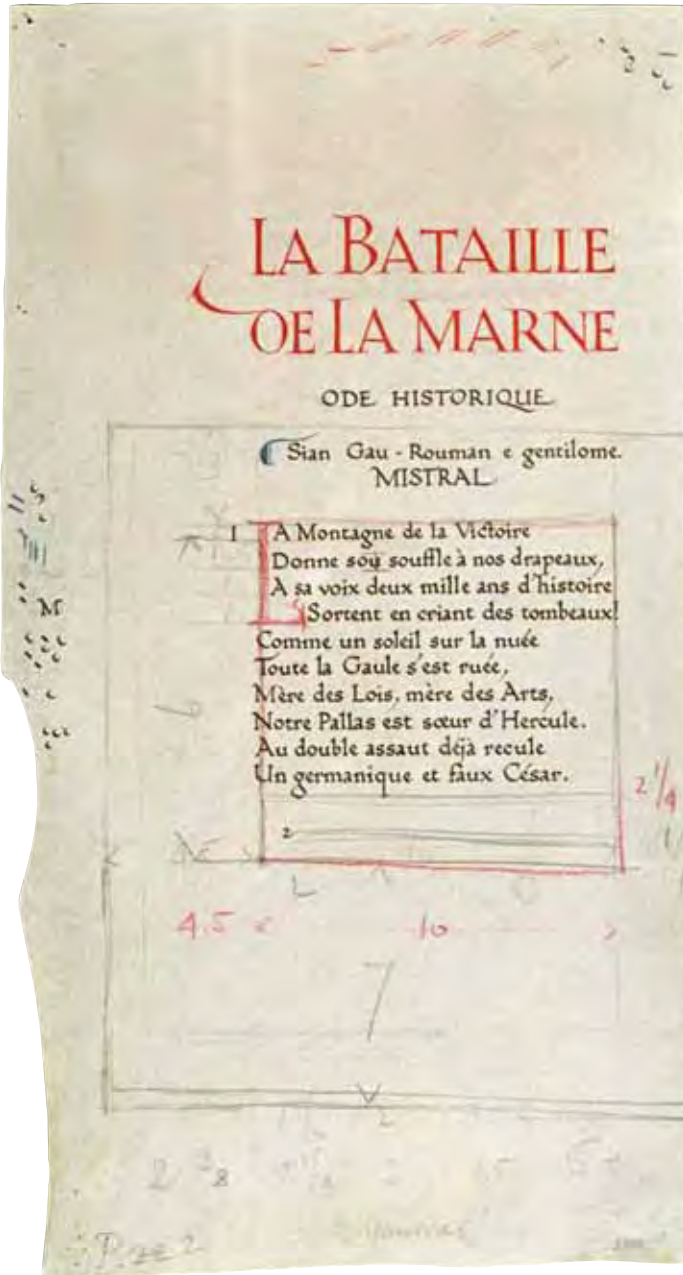 LA BATAILLE
DE LA MARNE
ODE HISTORIQUE
Sian Gau - Rouman e gentilome.
MISTRAL
1 LA Montagne de la Victoire
Donne son souffle à nos drapeaux,
A sa voix deux mille ans d'histoire
M
Sortent en criant des tombeaux!
Comme un soleil sur la nuée
Toute la Gaule s'est ruée,
Mère des Lois, mère des Arts,
6
Notre Pallas est sœur d'Hercule.
Au double assaut déjà recule
Un germanique et faux César.
2 1/4
2
4.5 < 10 >
7